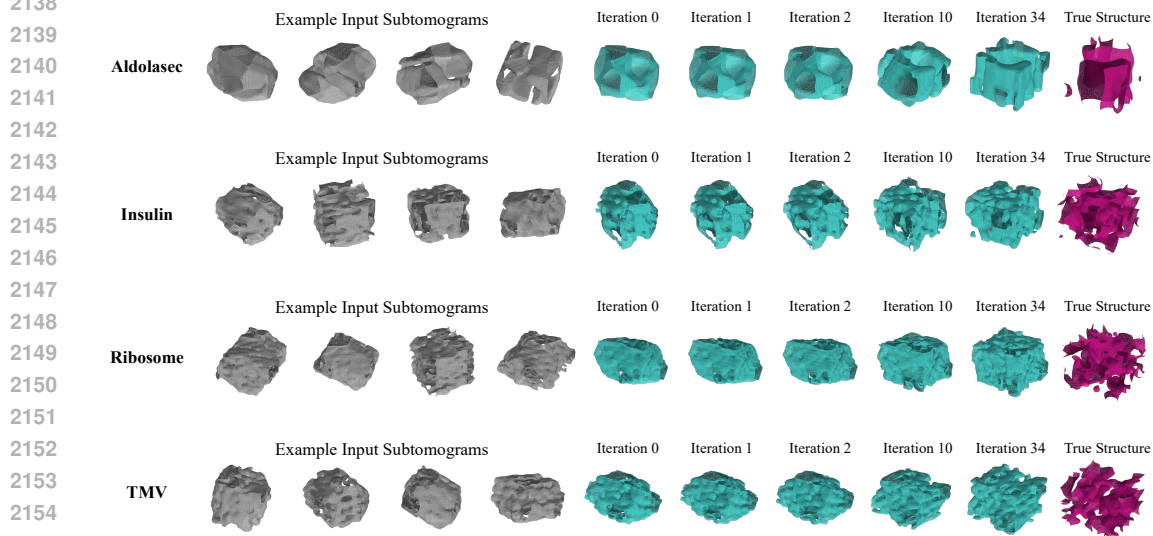 2138
2139
2140
2141
2142
2143
2144
2145
2146
2147
2148
2149
2150
2151
2152
2153
2154
Example Input Subtomograms Iteration 0 Iteration 1 Iteration 2 Iteration 10 Iteration 34 True Structure
Aldolasec
Example Input Subtomograms Iteration 0 Iteration 1 Iteration 2 Iteration 10 Iteration 34 True Structure
Insulin
Example Input Subtomograms Iteration 0 Iteration 1 Iteration 2 Iteration 10 Iteration 34 True Structure
Ribosome
Example Input Subtomograms Iteration 0 Iteration 1 Iteration 2 Iteration 10 Iteration 34 True Structure
TMV